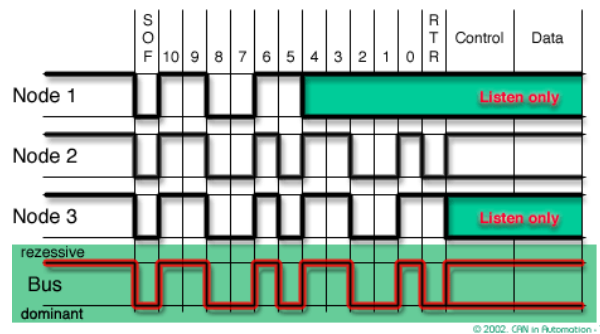 S O F 10 9 8 7 6 5 4 3 2 1 0 R T R Control Data
Node 1 Listen only
Node 2
Node 3 Listen only
rezessive
Bus
dominant
© 2002. CAN in Automation -